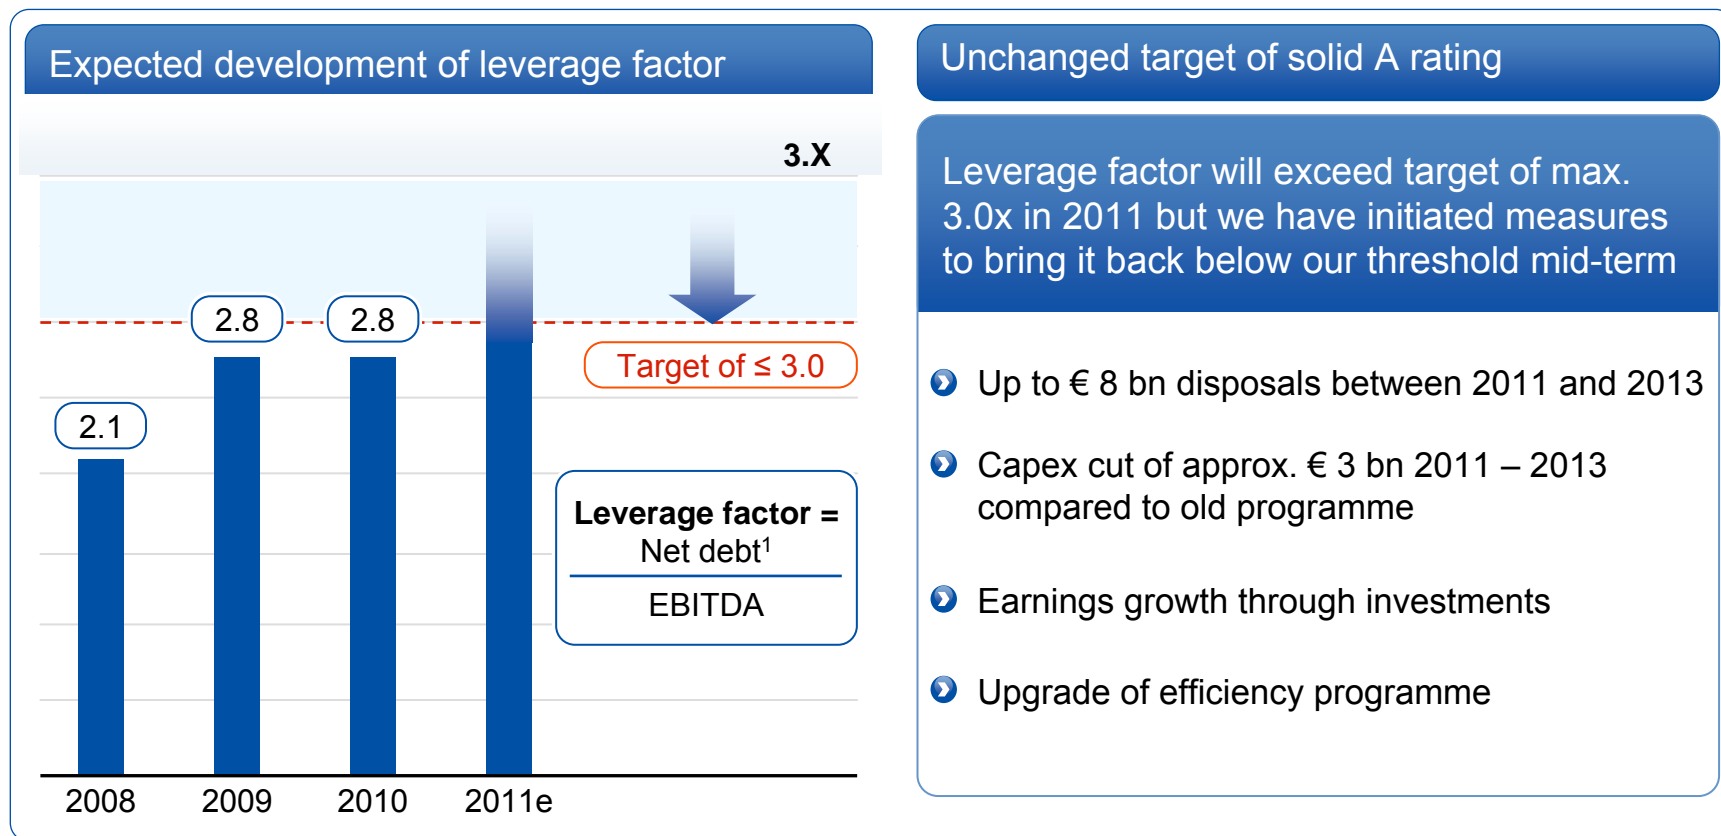 Expected development of leverage factor
3.X
2.8
2.8
Target of ≤ 3.0
2.1
Leverage factor =
Net debt¹
EBITDA
2008 2009 2010 2011e
Unchanged target of solid A rating
Leverage factor will exceed target of max.
3.0x in 2011 but we have initiated measures
to bring it back below our threshold mid-term
Up to € 8 bn disposals between 2011 and 2013
Capex cut of approx. € 3 bn 2011 – 2013
compared to old programme
Earnings growth through investments
Upgrade of efficiency programme